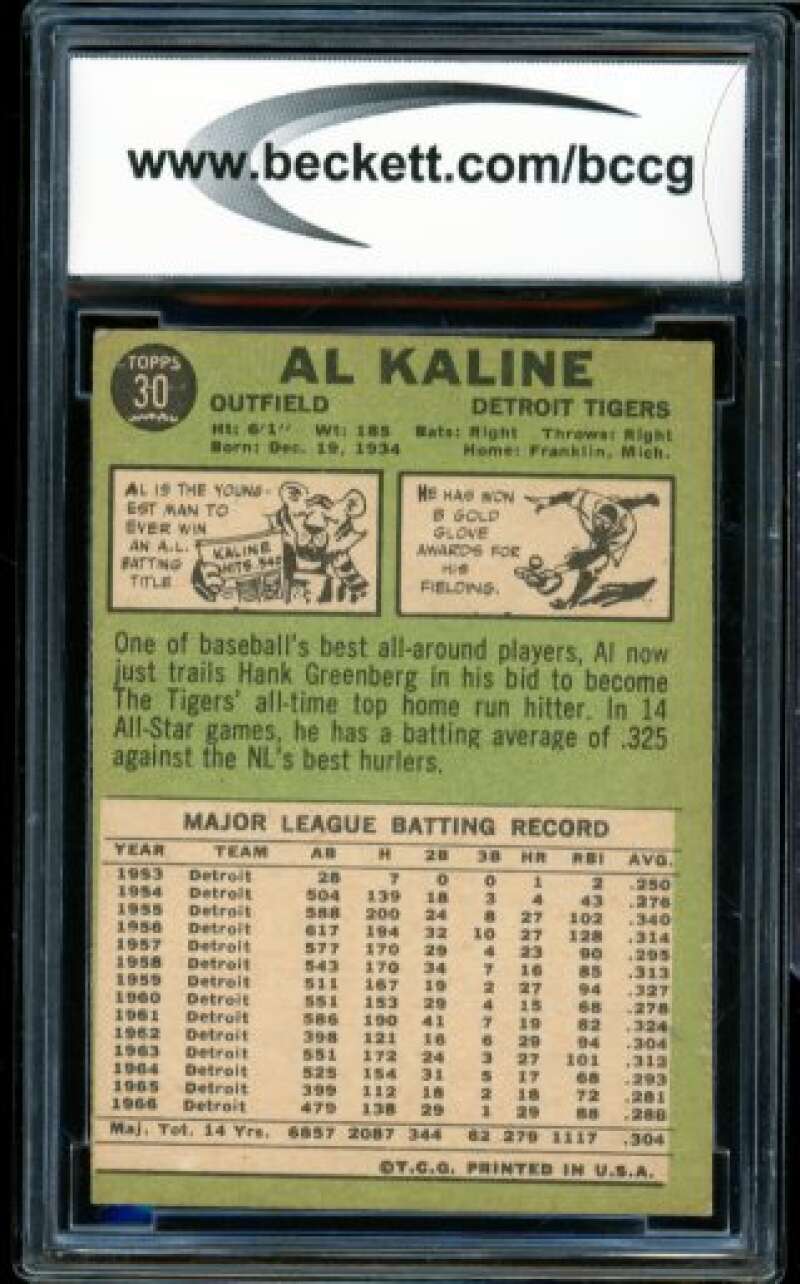 www.beckett.com/bccg
TOPPS
30
AL KALINE
OUTFIELD DETROIT TIGERS
Ht: 6'1" Wt: 185 Bats: Right Throws: Right
Born: Dec. 19, 1934 Home: Franklin, Mich.
AL IS THE YOUNG-
EST MAN TO
EVER WIN
AN A.L.
BATTING
TITLE
KALINE
HITS .340
HE HAS WON
8 GOLD
GLOVE
AWARDS FOR
HIS
FIELDING.
One of baseball's best all-around players, Al now
just trails Hank Greenberg in his bid to become
The Tigers' all-time top home run hitter. In 14
All-Star games, he has a batting average of .325
against the NL's best hurlers.
MAJOR LEAGUE BATTING RECORD
YEAR TEAM AB H 2B 3B HR RBI AVG.
1953 Detroit 28 7 0 0 1 2 .250
1954 Detroit 504 139 18 3 4 43 .276
1955 Detroit 588 200 24 8 27 102 .340
1956 Detroit 617 194 32 10 27 128 .314
1957 Detroit 577 170 29 4 23 90 .295
1958 Detroit 543 170 34 7 16 85 .313
1959 Detroit 511 167 19 2 27 94 .327
1960 Detroit 551 153 29 4 15 68 .278
1961 Detroit 586 190 41 7 19 82 .324
1962 Detroit 398 121 16 6 29 94 .304
1963 Detroit 551 172 24 3 27 101 .312
1964 Detroit 525 154 31 5 17 68 .293
1965 Detroit 399 112 18 2 18 72 .281
1966 Detroit 479 138 29 1 29 88 .288
Maj. Tot. 14 Yrs. 6857 2087 344 62 279 1117 .304
©T.C.G. PRINTED IN U.S.A.